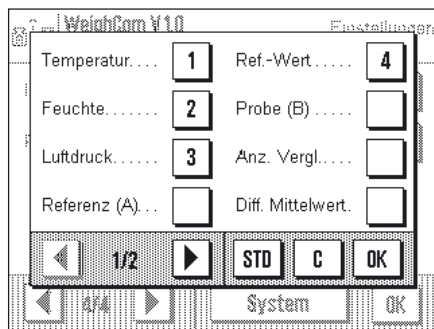 WeighCom V 1.0
Einstellungen
Temperatur.... 1
Ref.-Wert..... 4
Feuchte....... 2
Probe (B) .....
Luftdruck....... 3
Anz. Vergl.....
Referenz (A)...
Diff. Mittelwert.
1/2
STD
C
OK
4/4
System
OK